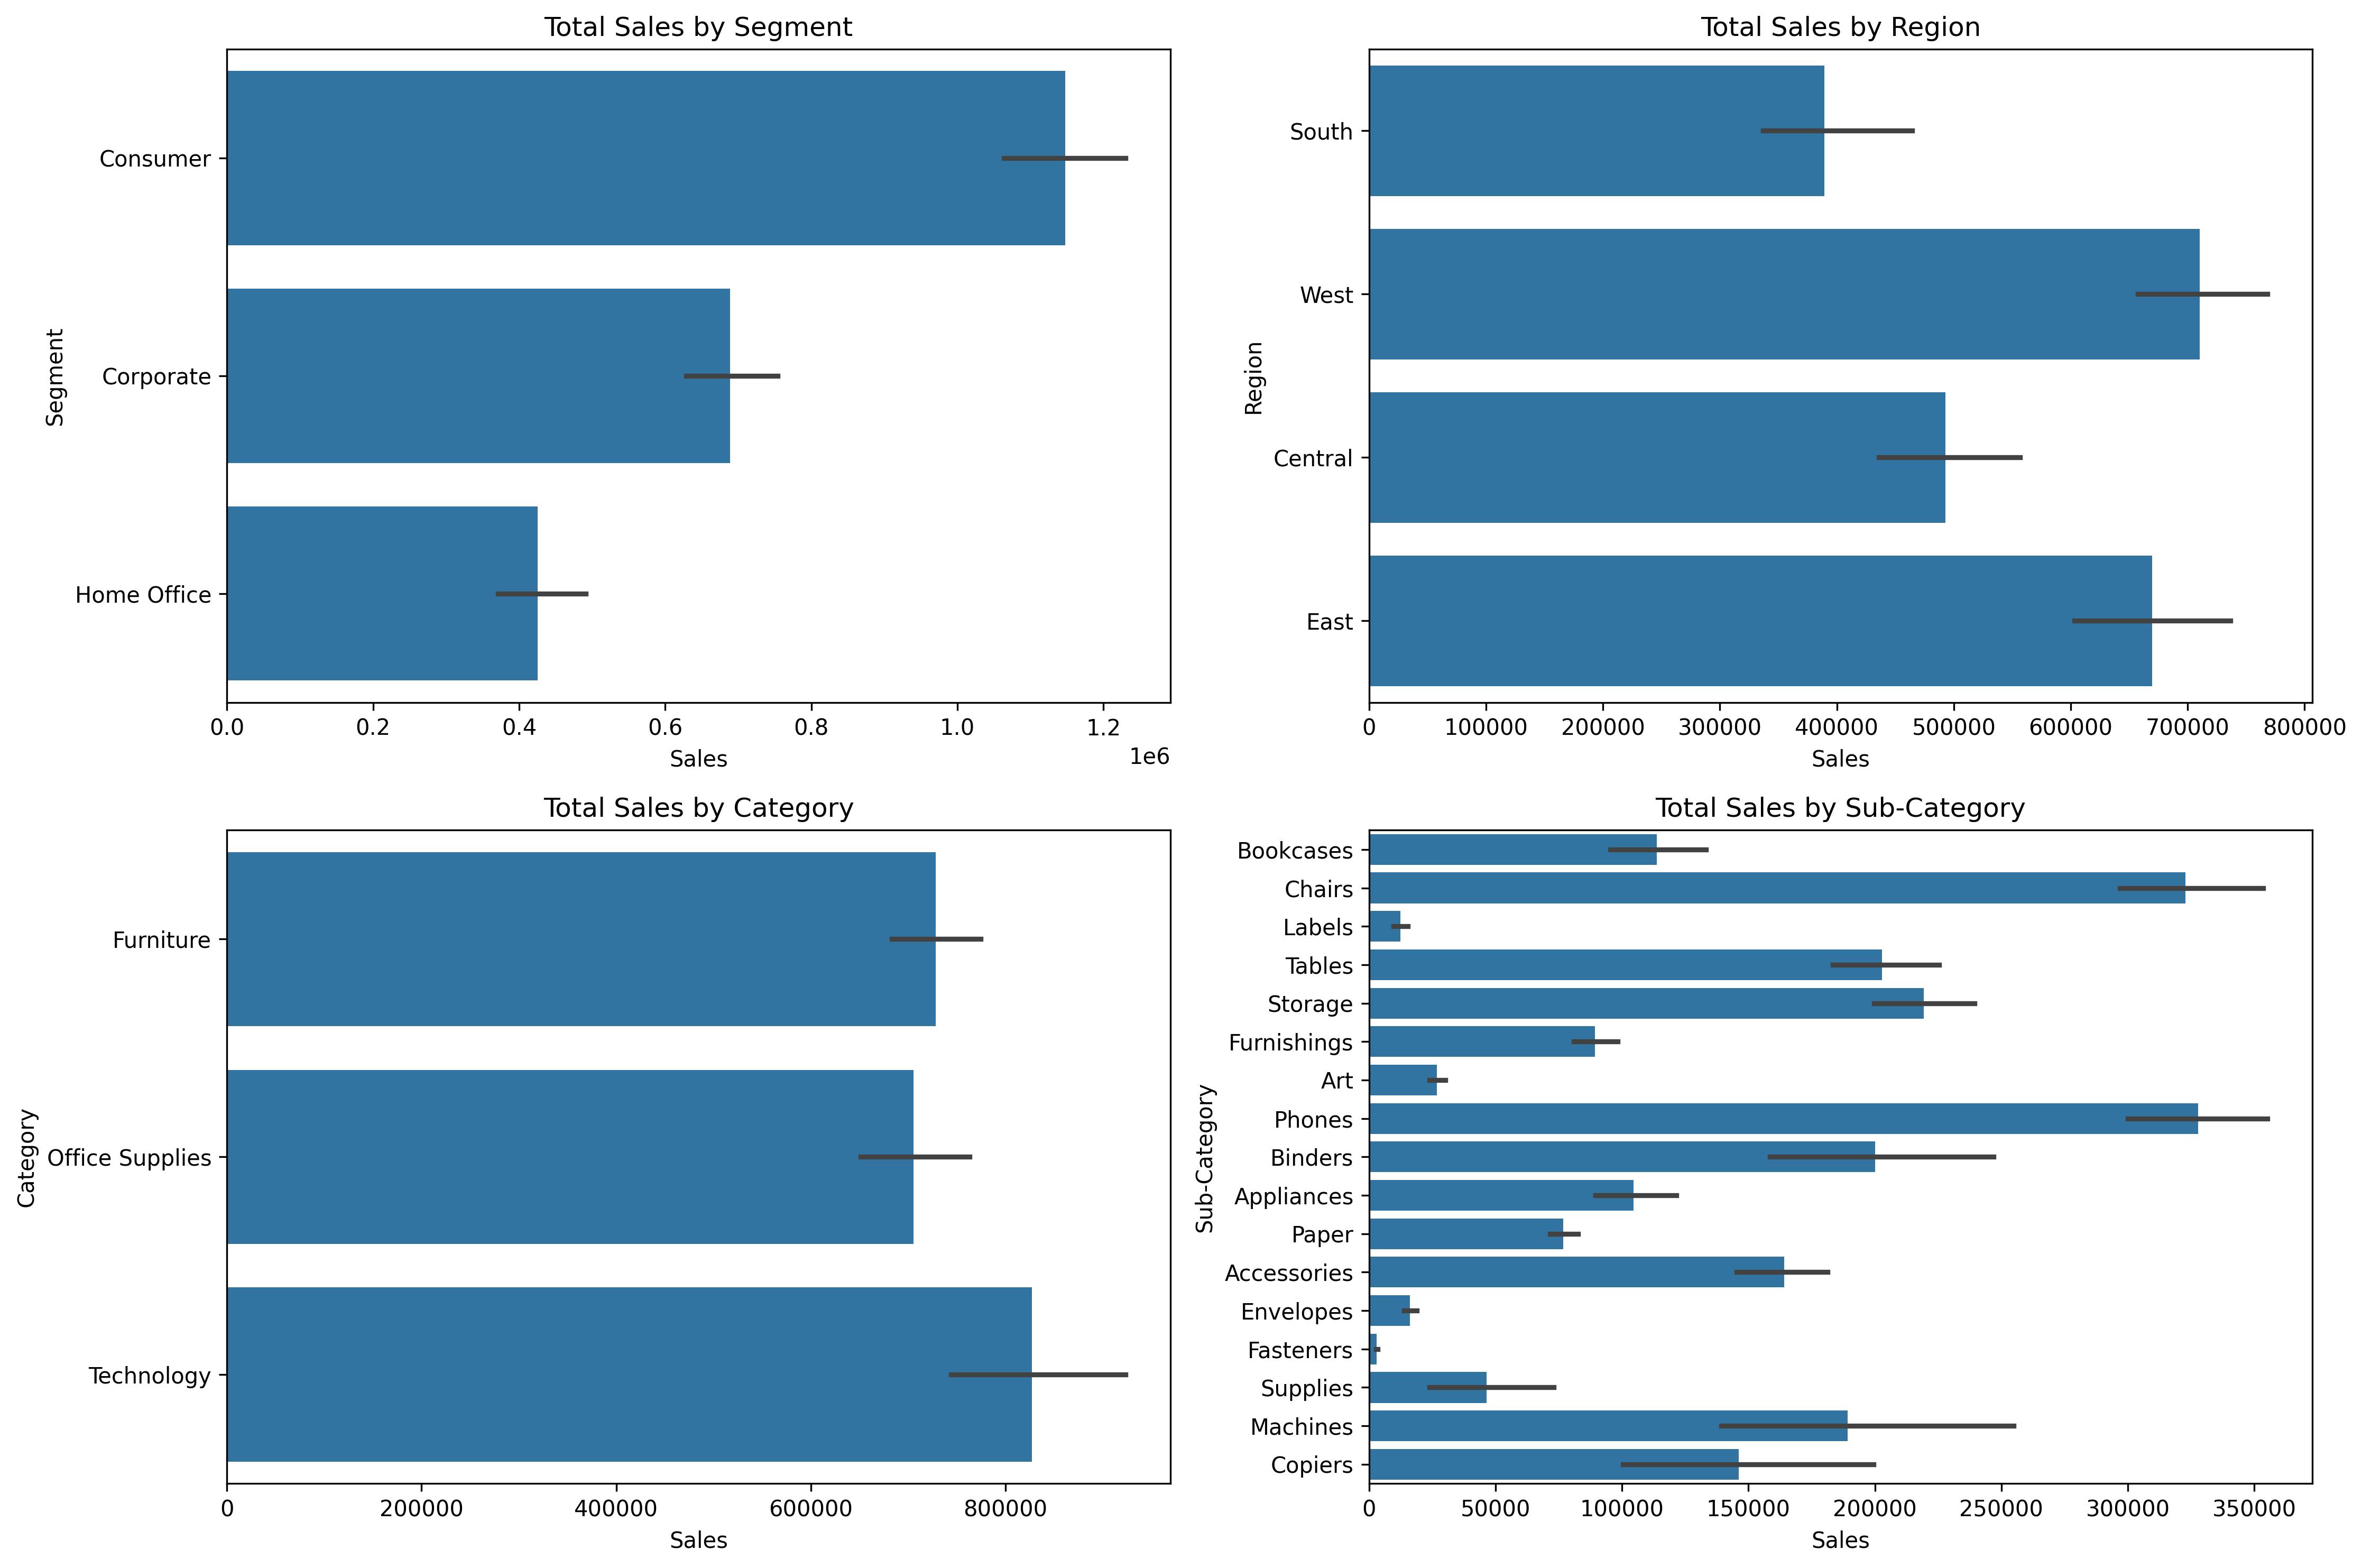 Total Sales by Segment
Segment
Consumer
Corporate
Home Office
0.0 0.2 0.4 0.6 0.8 1.0 1.2
1e6
Sales
Total Sales by Region
Region
South
West
Central
East
0 100000 200000 300000 400000 500000 600000 700000 800000
Sales
Total Sales by Category
Category
Furniture
Office Supplies
Technology
0 200000 400000 600000 800000
Sales
Total Sales by Sub-Category
Sub-Category
Bookcases
Chairs
Labels
Tables
Storage
Furnishings
Art
Phones
Binders
Appliances
Paper
Accessories
Envelopes
Fasteners
Supplies
Machines
Copiers
0 50000 100000 150000 200000 250000 300000 350000
Sales